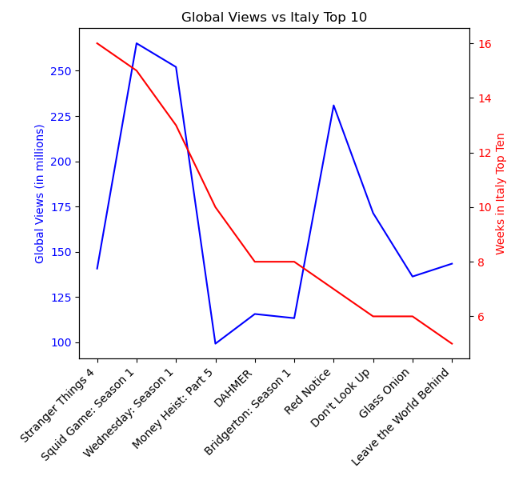 Global Views vs Italy Top 10
Global Views (in millions)
250
225
200
175
150
125
100
16
14
12
10
8
6
Weeks in Italy Top Ten
Stranger Things 4
Squid Game: Season 1
Wednesday: Season 1
Money Heist: Part 5
DAHMER
Bridgerton: Season 1
Red Notice
Don't Look Up
Glass Onion
Leave the World Behind